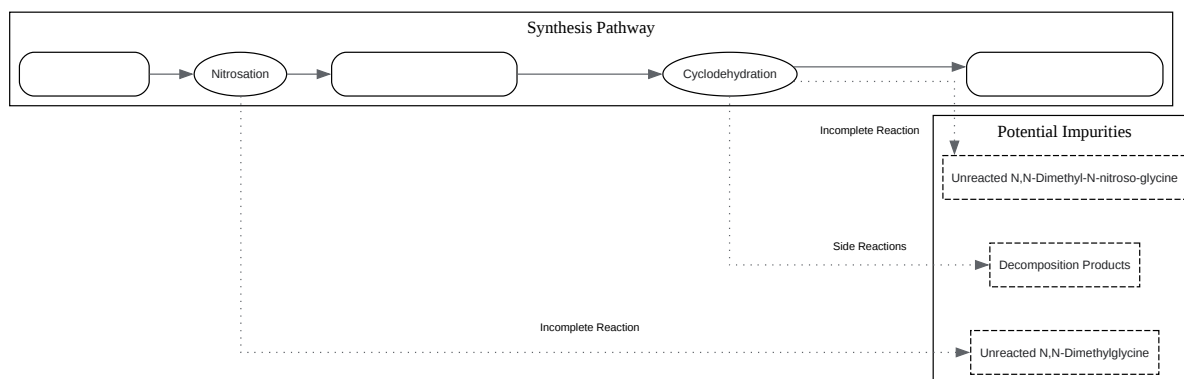 Synthesis Pathway
Nitrosation
Cyclodehydration
Incomplete Reaction
Potential Impurities
Unreacted N,N-Dimethyl-N-nitroso-glycine
Side Reactions
Decomposition Products
Incomplete Reaction
Unreacted N,N-Dimethylglycine